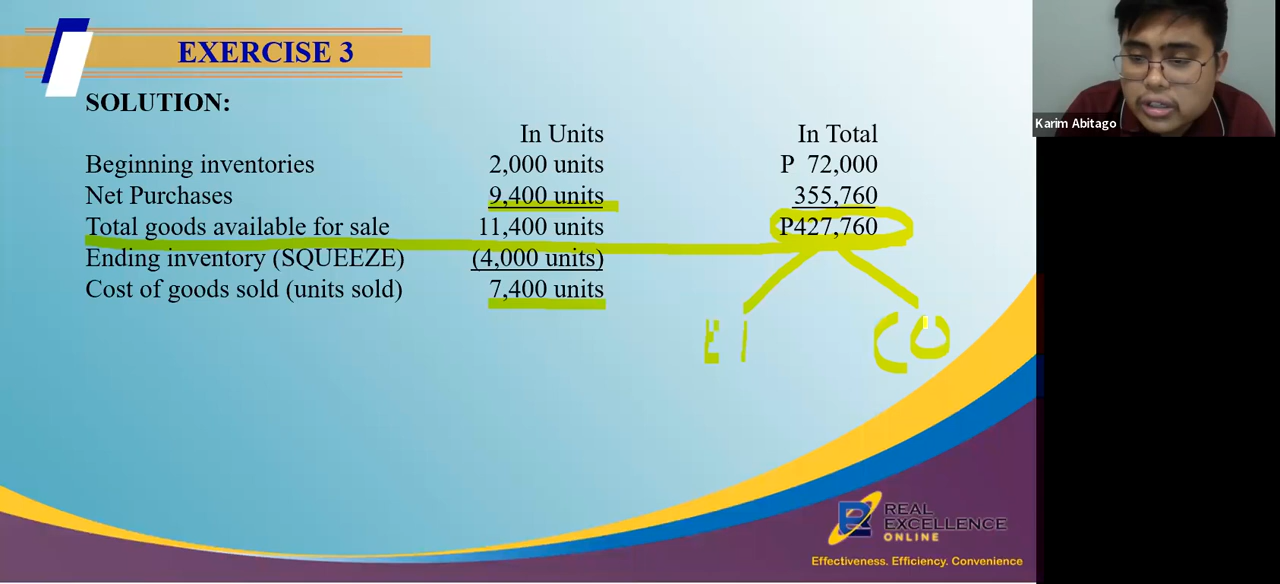 EXERCISE 3
SOLUTION:
In Units In Total
Beginning inventories 2,000 units P 72,000
Net Purchases 9,400 units 355,760
Total goods available for sale 11,400 units P427,760
Ending inventory (SQUEEZE) (4,000 units)
Cost of goods sold (units sold) 7,400 units
EI CO
Karim Abitago
REAL
EXCELLENCE
ONLINE
Effectiveness. Efficiency. Convenience